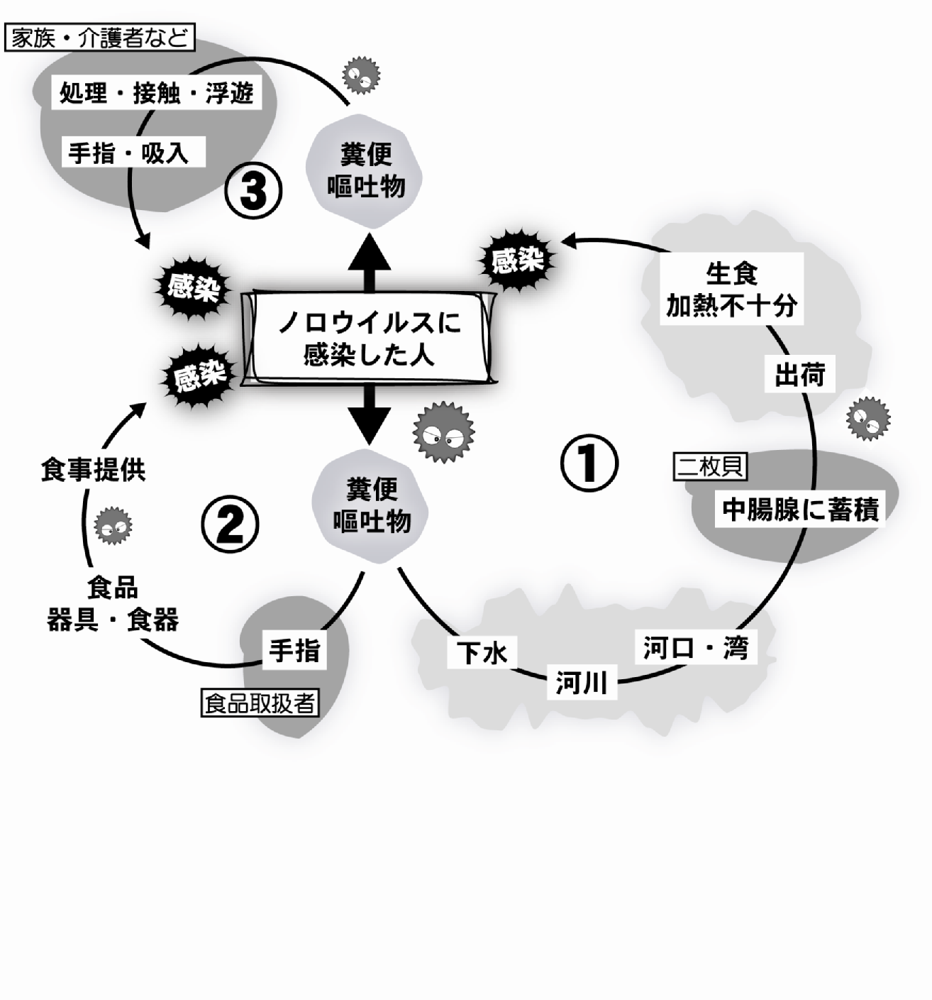 家族・介護者など
処理・接触・浮遊
手指・吸入
③
糞便
嘔吐物
感染
感染
ノロウイルスに
感染した人
感染
生食
加熱不十分
出荷
①
二枚貝
中腸腺に蓄積
食事提供
②
糞便
嘔吐物
食品
器具・食器
手指
食品取扱者
下水
河川
河口・湾